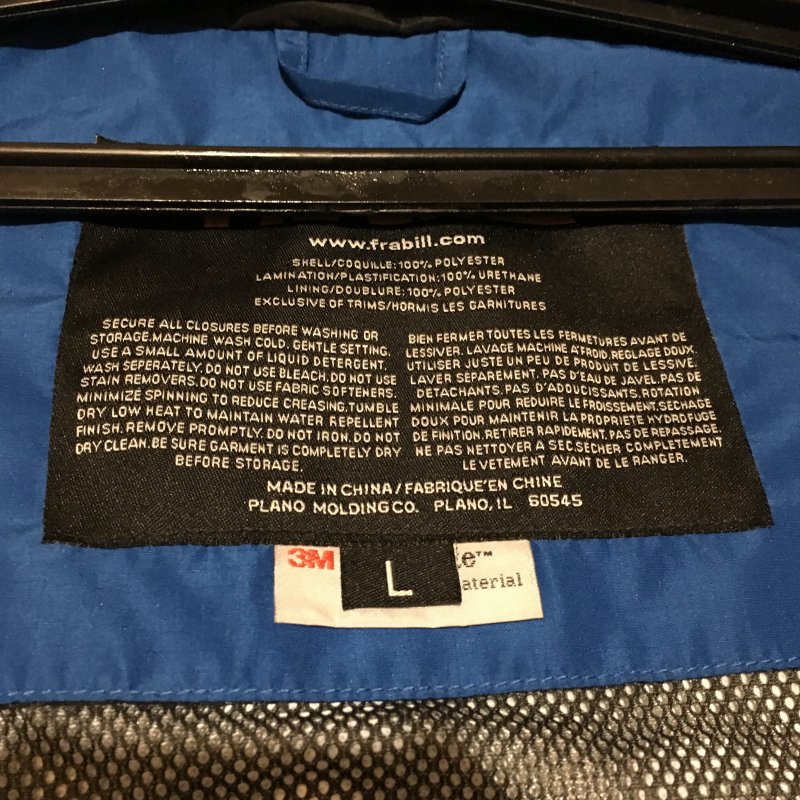 www.frabill.com
SHELL/COQUILLE: 100% POLYESTER
LAMINATION/PLASTIFICATION: 100% URETHANE
LINING/DOUBLURE: 100% POLYESTER
EXCLUSIVE OF TRIMS/HORMIS LES GARNITURES
SECURE ALL CLOSURES BEFORE WASHING OR
STORAGE.MACHINE WASH COLD. GENTLE SETTING.
USE A SMALL AMOUNT OF LIQUID DETERGENT.
WASH SEPERATELY. DO NOT USE BLEACH. DO NOT USE
STAIN REMOVERS. DO NOT USE FABRIC SOFTENERS.
MINIMIZE SPINNING TO REDUCE CREASING.TUMBLE
DRY LOW HEAT TO MAINTAIN WATER REPELLENT
FINISH. REMOVE PROMPTLY. DO NOT IRON. DO NOT
DRY CLEAN. BE SURE GARMENT IS COMPLETELY DRY
BEFORE STORAGE.
BIEN FERMER TOUTES LES FERMETURES AVANT DE
LESSIVER. LAVAGE MACHINE A'FROID. REGLAGE DOUX.
UTILISER JUSTE UN PEU DE PRODUIT DE LESSIVE.
LAVER SEPAREMENT. PAS D'EAU DE JAVEL. PAS DE
DETACHANTS. PAS D'ADOUCISSANTS. ROTATION
MINIMALE POUR REDUIRE LE FROISSEMENT. SECHAGE
DOUX POUR MAINTENIR LA PROPRIETE HYDROFUGE
DE FINITION. RETIRER RAPIDEMENT. PAS DE REPASSAGE.
NE PAS NETTOYER A SEC. SECHER COMPLETEMENT
LE VETEMENT AVANT DE LE RANGER.
MADE IN CHINA/FABRIQUE'EN CHINE
PLANO MOLDING CO. PLANO, IL 60545
3M L e™
aterial